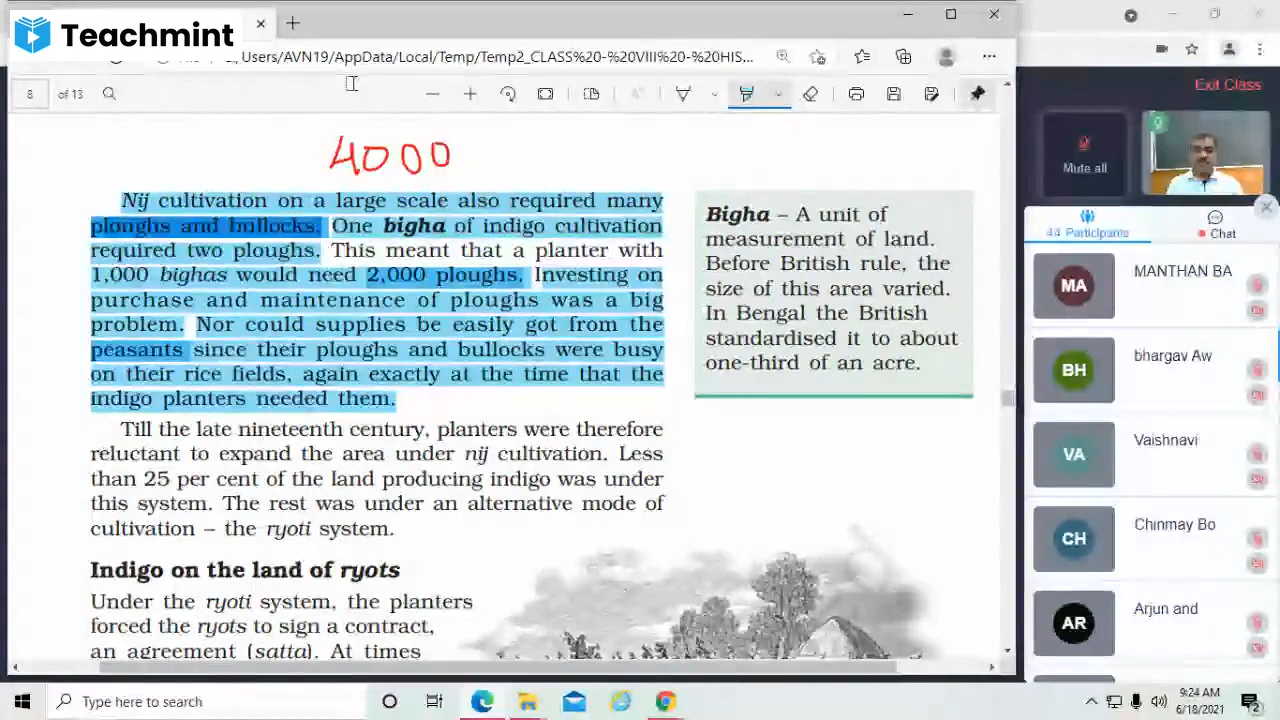 Teachmint
Users/AVN19/AppData/Local/Temp/Temp2_CLASS%20-%20VIII%20-%20HIS...
Exit Class
8 of 13
4000
Mute all
Nij cultivation on a large scale also required many
ploughs and bullocks. One bigha of indigo cultivation
required two ploughs. This meant that a planter with
1,000 bighas would need 2,000 ploughs. Investing on
purchase and maintenance of ploughs was a big
problem. Nor could supplies be easily got from the
peasants since their ploughs and bullocks were busy
on their rice fields, again exactly at the time that the
indigo planters needed them.
Till the late nineteenth century, planters were therefore
reluctant to expand the area under nij cultivation. Less
than 25 per cent of the land producing indigo was under
this system. The rest was under an alternative mode of
cultivation – the ryoti system.
Indigo on the land of ryots
Under the ryoti system, the planters
forced the ryots to sign a contract,
an agreement (satta). At times
Bigha – A unit of
measurement of land.
Before British rule, the
size of this area varied.
In Bengal the British
standardised it to about
one-third of an acre.
44 Participants
Chat
MA MANTHAN BA
BH bhargav Aw
VA Vaishnavi
CH Chinmay Bo
AR Arjun and
Type here to search
9:24 AM
6/18/2021
2